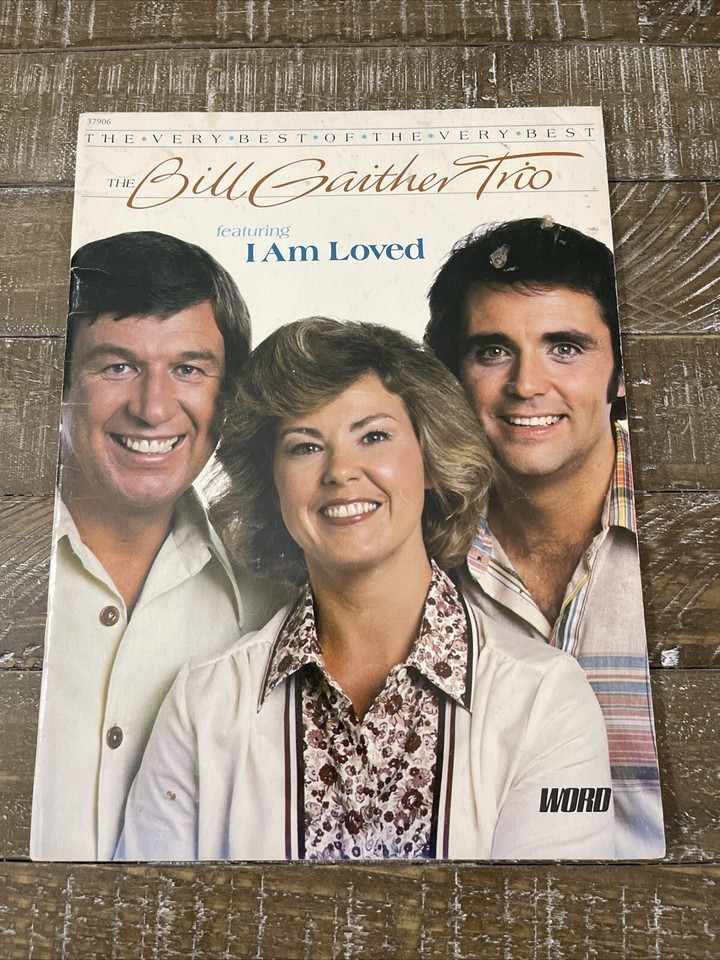 37906
THE•VERY•BEST•OF•THE•VERY•BEST
THE Bill Gaither Trio
featuring
I Am Loved
WORD